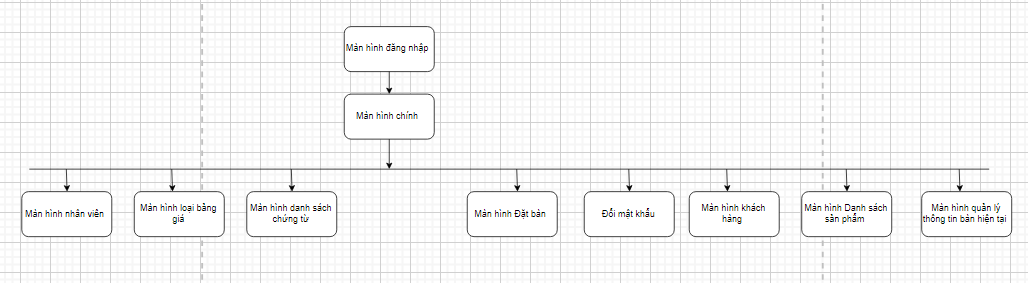 Màn hình đăng nhập
Màn hình chính
Màn hình nhân viên
Màn hình loại bảng
giá
Màn hình danh sách
chứng từ
Màn hình Đặt bàn
Đổi mật khẩu
Màn hình khách
hàng
Màn hình Danh sách
sản phẩm
Màn hình quản lý
thông tin bàn hiện tại